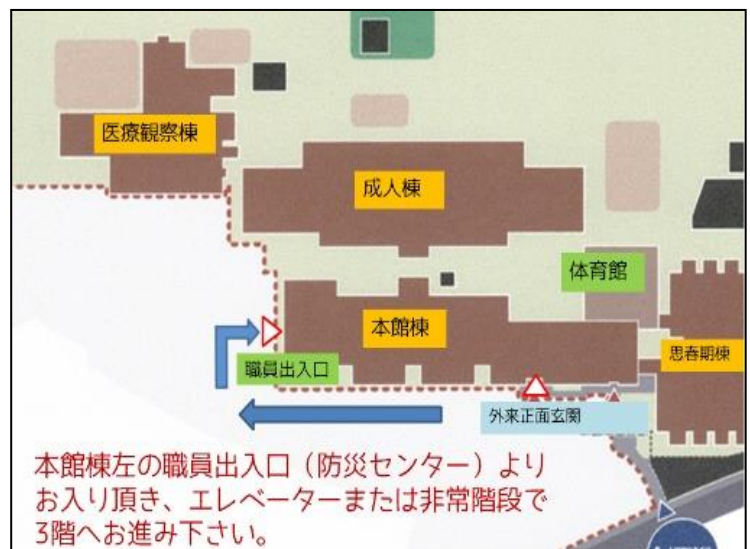 医療観察棟
成人棟
体育館
本館棟
思春期棟
職員出入口
外来正面玄関
本館棟左の職員出入口（防災センター）より
お入り頂き、エレベーターまたは非常階段で
3階へお進み下さい。